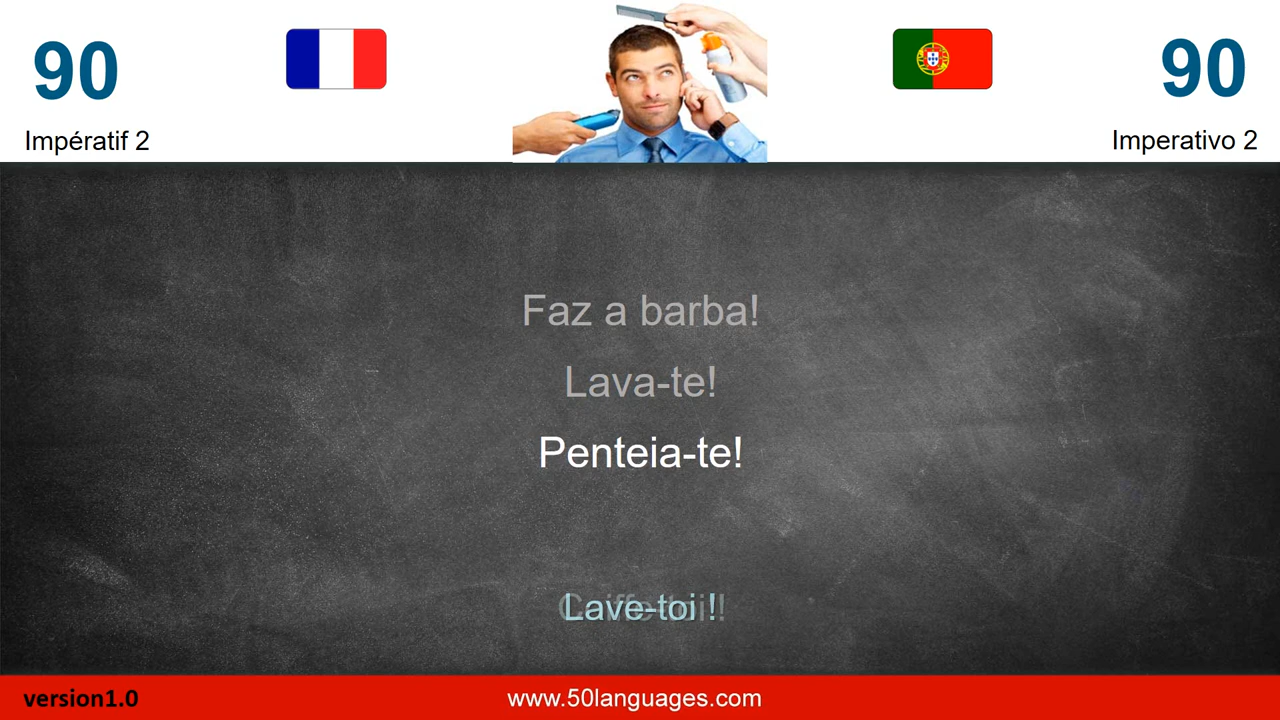 90
90
Impératif 2
Imperativo 2
Faz a barba!
Lava-te!
Penteia-te!
Lave-toi !
version1.0
www.50languages.com